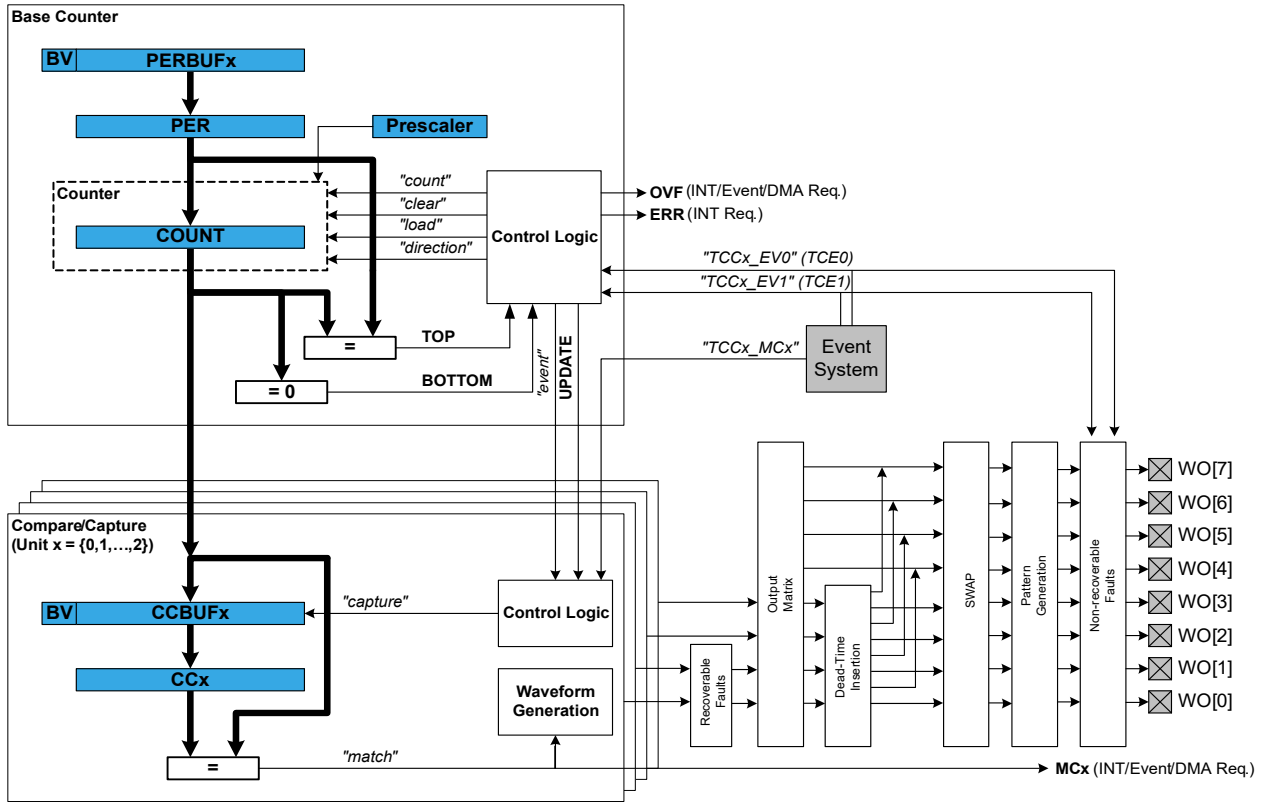 Base Counter
BV PERBUFx
PER
Prescaler
Counter
COUNT
"count"
"clear"
"load"
"direction"
Control Logic
OVF (INT/Event/DMA Req.)
ERR (INT Req.)
"TCCx_EV0" (TCE0)
"TCCx_EV1" (TCE1)
"TCCx_MCx"
Event
System
=
TOP
= 0
BOTTOM
"event"
UPDATE
Compare/Capture
(Unit x = {0,1,…,2})
BV CCBUFx
"capture"
Control Logic
CCx
Waveform
Generation
=
"match"
Recoverable
Faults
Output
Matrix
Dead-Time
Insertion
SWAP
Pattern
Generation
Non-recoverable
Faults
WO[7]
WO[6]
WO[5]
WO[4]
WO[3]
WO[2]
WO[1]
WO[0]
MCx (INT/Event/DMA Req.)